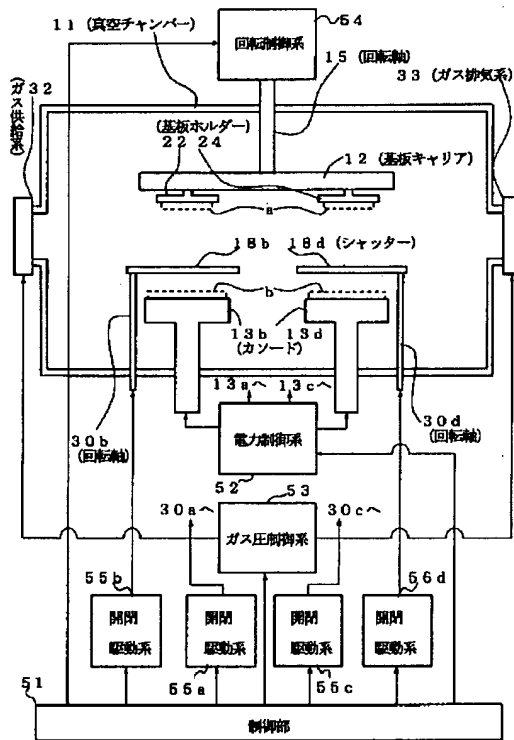 54
11 (真空チャンバー)
回転制御系
15 (回転軸)
33 (ガス排気系)
32
(ガス供給系)
(基板ホルダー)
22 24
12 (基板キャリア)
a
18b
18d (シャッター)
b
13b
13d
(カソード)
13aへ
13cへ
30b
(回転軸)
30d
(回転軸)
電力制御系
52
53
30aへ
30cへ
ガス圧制御系
55b
56d
開閉
駆動系
開閉
駆動系
開閉
駆動系
開閉
駆動系
55a
55c
51
制御部